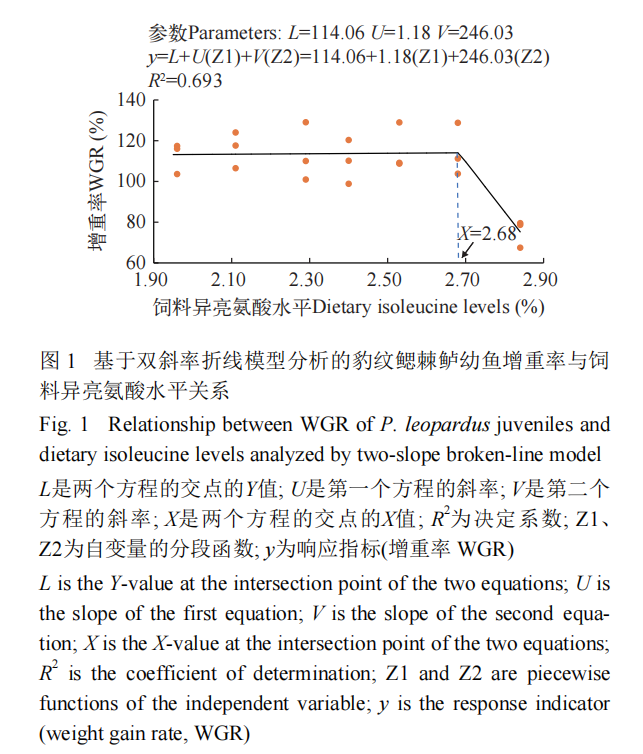 参数Parameters: L=114.06 U=1.18 V=246.03
y=L+U(Z1)+V(Z2)=114.06+1.18(Z1)+246.03(Z2)
R²=0.693
140
120
100
80
60
增重率WGR (%)
X=2.68
1.90 2.10 2.30 2.50 2.70 2.90
饲料异亮氨酸水平Dietary isoleucine levels (%)
图 1 基于双斜率折线模型分析的豹纹鳃棘鲈幼鱼增重率与饲
料异亮氨酸水平关系
Fig. 1 Relationship between WGR of P. leopardus juveniles and
dietary isoleucine levels analyzed by two-slope broken-line model
L是两个方程的交点的Y值; U是第一个方程的斜率; V是第二个
方程的斜率; X是两个方程的交点的X值; R²为决定系数; Z1、
Z2为自变量的分段函数; y为响应指标(增重率 WGR)
L is the Y-value at the intersection point of the two equations; U is
the slope of the first equation; V is the slope of the second equa-
tion; X is the X-value at the intersection point of the two equations;
R² is the coefficient of determination; Z1 and Z2 are piecewise
functions of the independent variable; y is the response indicator
(weight gain rate, WGR)